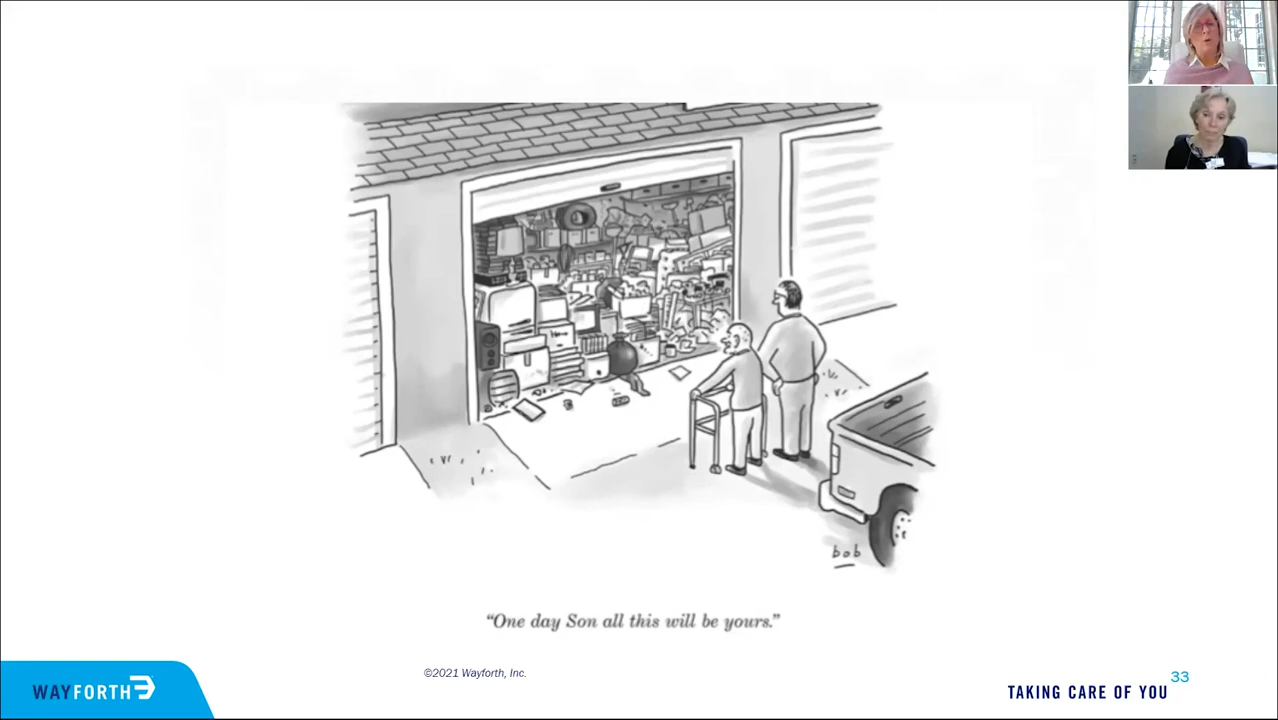 bob
“One day Son all this will be yours.”
©2021 Wayforth, Inc.
33
WAYFORTH
TAKING CARE OF YOU